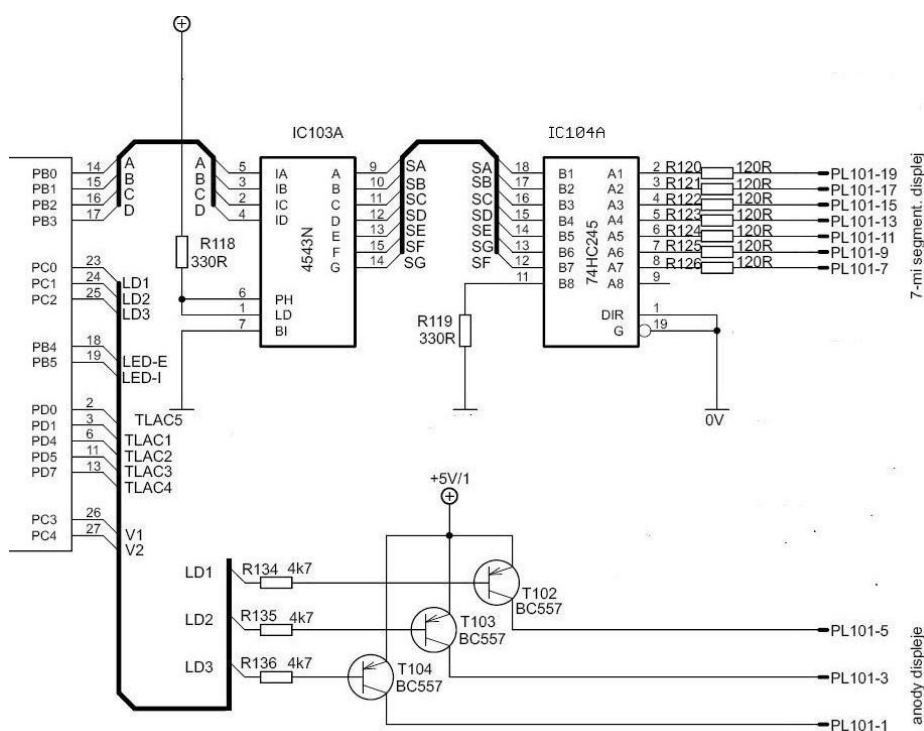 IC103A
IC104A
PB0 14 A
PB1 15 B
PB2 16 C
PB3 17 D
A 5 IA
B 3 IB
C 2 IC
D 4 ID
A 9 SA
B 10 SB
C 11 SC
D 12 SD
E 13 SE
F 15 SF
G 14 SG
4543N
SA 18 B1
SB 17 B2
SC 16 B3
SD 15 B4
SE 14 B5
SG 13 B6
SF 12 B7
11 B8
74HC245
A1 2 R120 120R PL101-19
A2 3 R121 120R PL101-17
A3 4 R122 120R PL101-15
A4 5 R123 120R PL101-13
A5 6 R124 120R PL101-11
A6 7 R125 120R PL101-9
A7 8 R126 120R PL101-7
A8 9
7-mi segment. displej
R118
330R
6 PH
1 LD
7 BI
R119
330R
DIR 1
G 19
0V
PC0 23 LD1
PC1 24 LD2
PC2 25 LD3
PB4 18 LED-E
PB5 19 LED-I
PD0 2 TLAC5
PD1 3 TLAC1
PD4 6 TLAC2
PD5 11 TLAC3
PD7 13 TLAC4
PC3 26 V1
PC4 27 V2
+5V/1
LD1 R134 4k7
T102
BC557
PL101-5
LD2 R135 4k7
T103
BC557
PL101-3
LD3 R136 4k7
T104
BC557
PL101-1
anody displeje